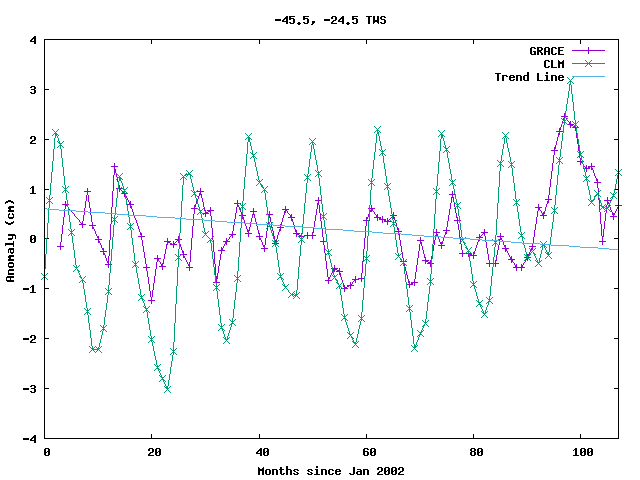 -45.5, -24.5 TWS
GRACE
CLM
Trend Line
Anomaly (cm)
4
3
2
1
0
-1
-2
-3
-4
0 20 40 60 80 100
Months since Jan 2002